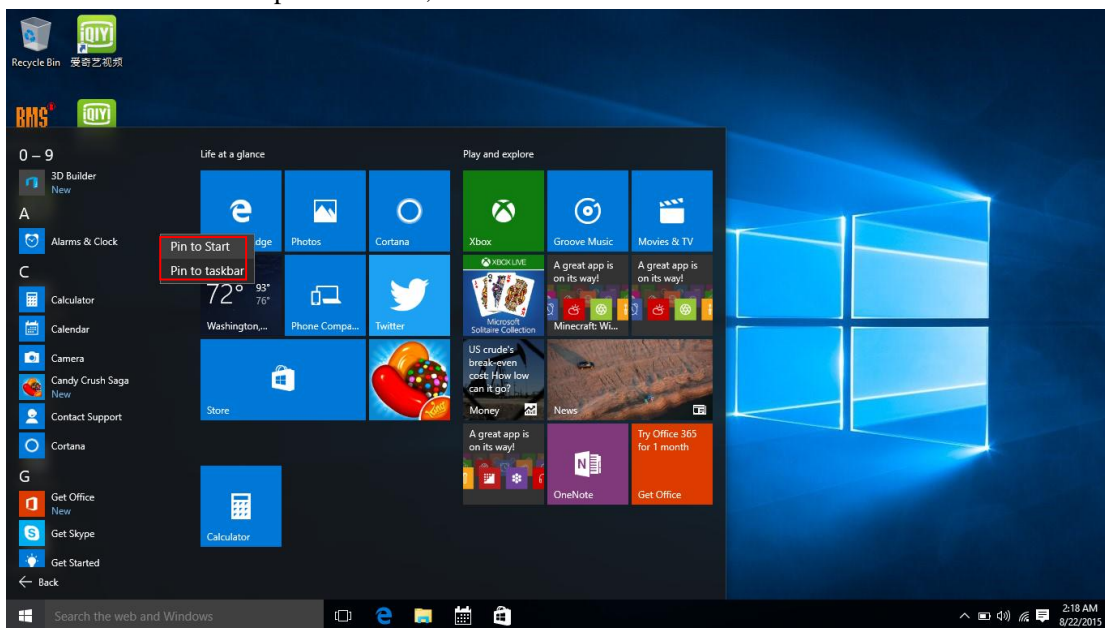 Recycle Bin
爱奇艺视频
iQIYI
BMS
iQIYI
0 – 9
3D Builder
New
A
Alarms & Clock
C
Calculator
Calendar
Camera
Candy Crush Saga
New
Contact Support
Cortana
G
Get Office
New
Get Skype
Get Started
Back
Pin to Start
Pin to taskbar
Life at a glance
dge
Photos
Cortana
72° 93°
76°
Washington,...
Phone Compa...
Twitter
Store
King
Calculator
Play and explore
Xbox
Groove Music
Movies & TV
XBOX LIVE
Microsoft
Solitaire Collection
A great app is
on its way!
Minecraft: Wi...
A great app is
on its way!
US crude's
break-even
cost: How low
can it go?
Money
News
A great app is
on its way!
OneNote
Try Office 365
for 1 month
Get Office
Search the web and Windows
2:18 AM
8/22/2015